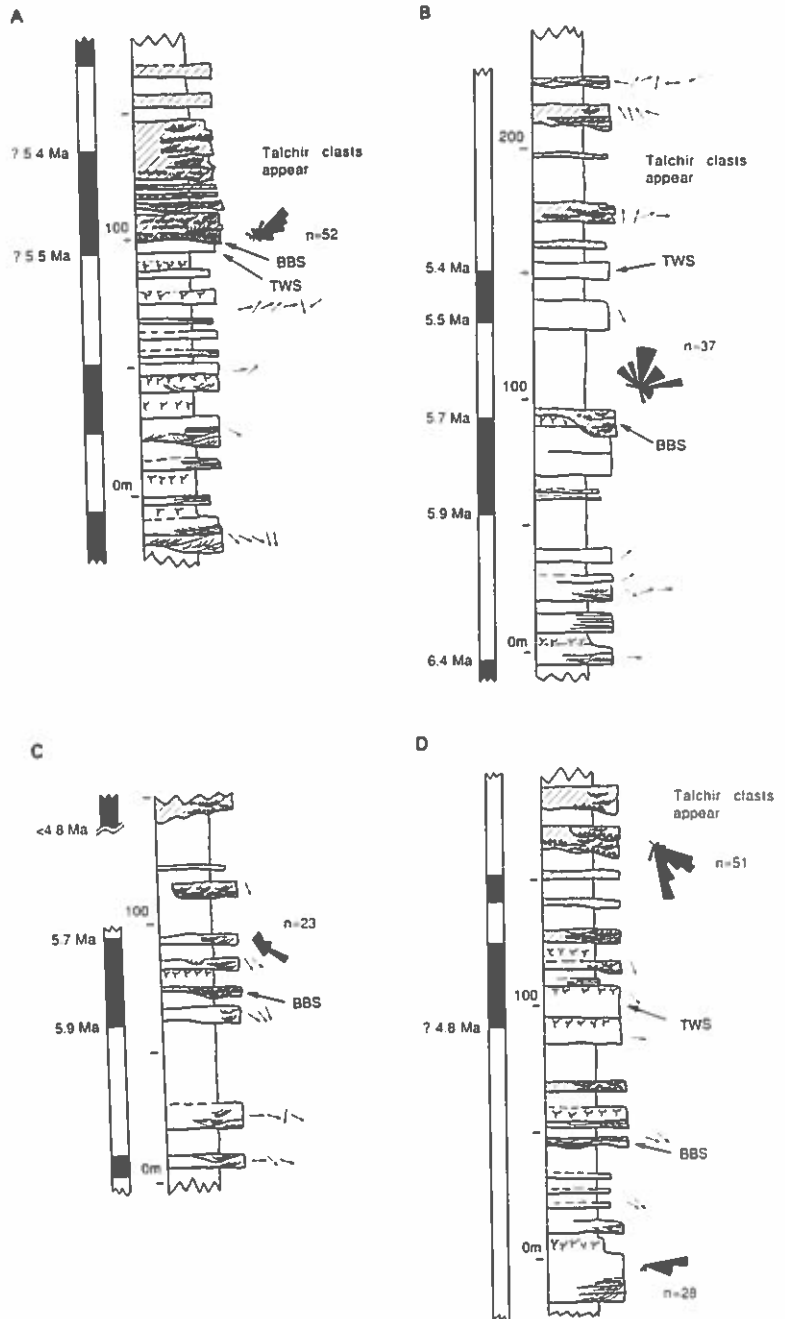 A
? 5 4 Ma
Talchir clasts
appear
100
n=52
? 5 5 Ma
BBS
TWS
0m
B
200
Talchir clasts
appear
TWS
5.4 Ma
5.5 Ma
n=37
100
5.7 Ma
BBS
5.9 Ma
0m
6.4 Ma
C
<4 8 Ma
100
n=23
5.7 Ma
BBS
5.9 Ma
0m
D
Talchir clasts
appear
n=51
100
TWS
? 4.8 Ma
BBS
0m
n=28